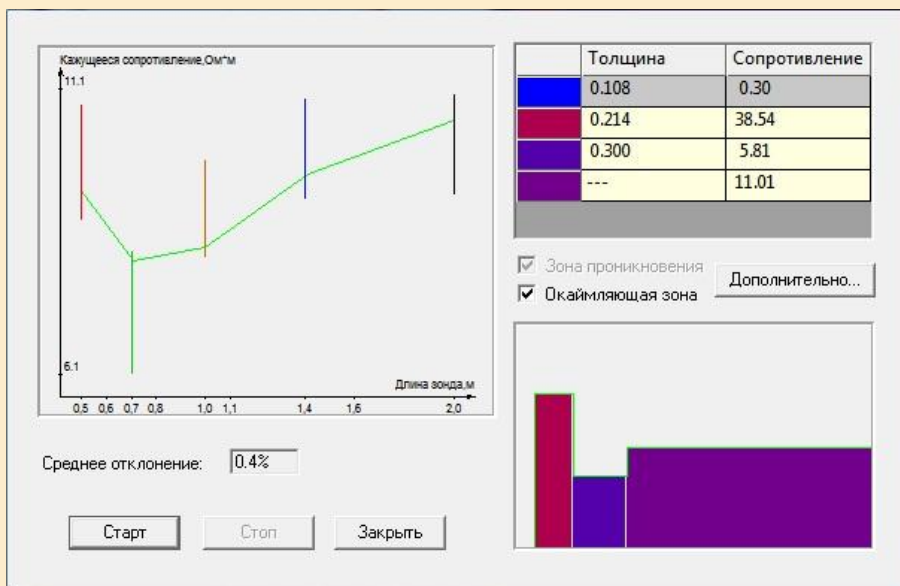 Кажущееся сопротивление,Ом*м
11.1
6.1
Длина зонда,м
0,5 0,6 0,7 0,8 1,0 1,1 1,4 1,6 2,0
Среднее отклонение: 0.4%
Старт Стоп Закрыть
Толщина Сопротивление
0.108 0.30
0.214 38.54
0.300 5.81
--- 11.01
Зона проникновения
Окаймляющая зона
Дополнительно...